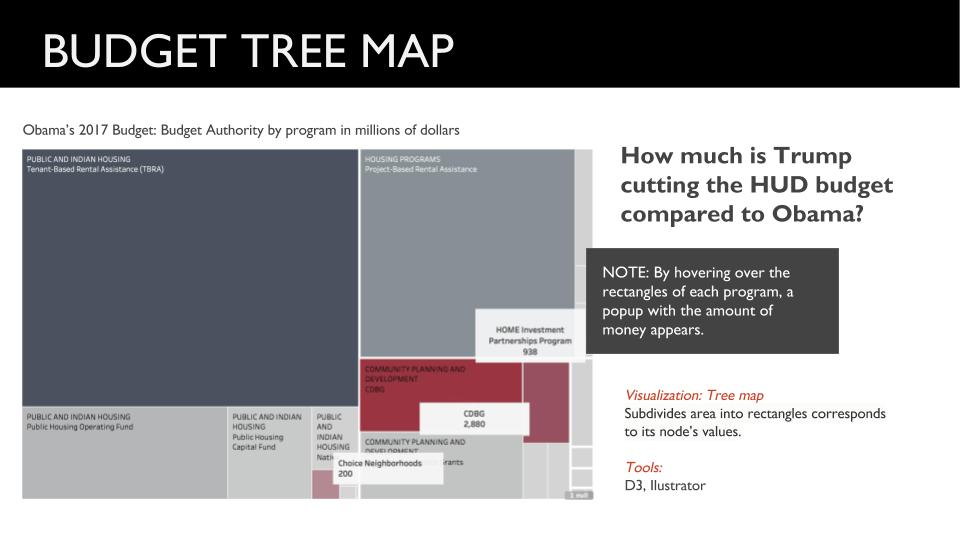 BUDGET TREE MAP
Obama's 2017 Budget: Budget Authority by program in millions of dollars
PUBLIC AND INDIAN HOUSING
Tenant-Based Rental Assistance (TBRA)
HOUSING PROGRAMS
Project-Based Rental Assistance
HOME Investment
Partnerships Program
938
COMMUNITY PLANNING AND
DEVELOPMENT
CDBG
CDBG
2,880
PUBLIC AND INDIAN HOUSING
Public Housing Operating Fund
PUBLIC AND INDIAN
HOUSING
Public Housing
Capital Fund
PUBLIC
AND
INDIAN
HOUSING
COMMUNITY PLANNING AND
DEVELOPMENT
Grants
Choice Neighborhoods
200
1 null
How much is Trump
cutting the HUD budget
compared to Obama?
NOTE: By hovering over the
rectangles of each program, a
popup with the amount of
money appears.
Visualization: Tree map
Subdivides area into rectangles corresponds
to its node's values.
Tools:
D3, Ilustrator